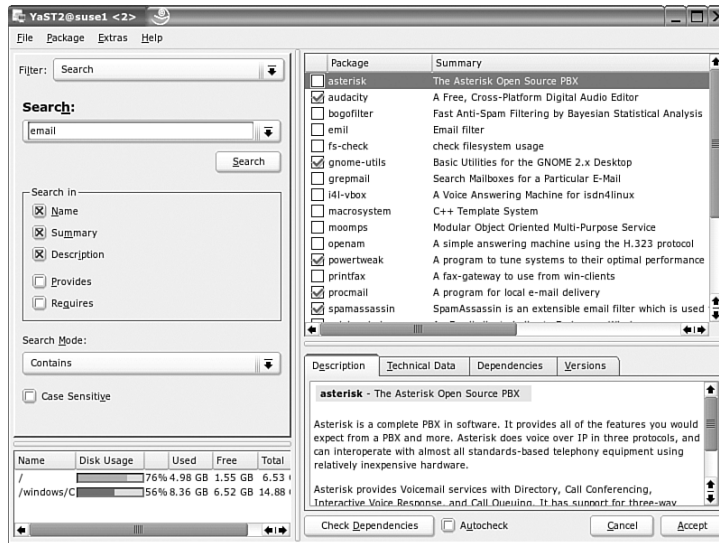 YaST2@suse1 <2>
File Package Extras Help
Filter: Search
Search:
email
Search
Search in
Name
Summary
Description
Provides
Requires
Search Mode:
Contains
Case Sensitive
Name Disk Usage Used Free Total
/ 76% 4.98 GB 1.55 GB 6.53
/windows/C 56% 8.36 GB 6.52 GB 14.88
Package Summary
asterisk The Asterisk Open Source PBX
audacity A Free, Cross-Platform Digital Audio Editor
bogofilter Fast Anti-Spam Filtering by Bayesian Statistical Analysis
emil Email filter
fs-check check filesystem usage
gnome-utils Basic Utilities for the GNOME 2.x Desktop
grepmail Search Mailboxes for a Particular E-Mail
i4l-vbox A Voice Answering Machine for isdn4linux
macrosystem C++ Template System
moomps Modular Object Oriented Multi-Purpose Service
openam A simple answering machine using the H.323 protocol
powertweak A program to tune systems to their optimal performance
printfax A fax-gateway to use from win-clients
procmail A program for local e-mail delivery
spamassassin SpamAssassin is an extensible email filter which is used
Description Technical Data Dependencies Versions
asterisk - The Asterisk Open Source PBX
Asterisk is a complete PBX in software. It provides all of the features you would
expect from a PBX and more. Asterisk does voice over IP in three protocols, and
can interoperate with almost all standards-based telephony equipment using
relatively inexpensive hardware.
Asterisk provides Voicemail services with Directory, Call Conferencing,
Interactive Voice Response, and Call Queuing. It has support for three-way
Check Dependencies Autocheck Cancel Accept